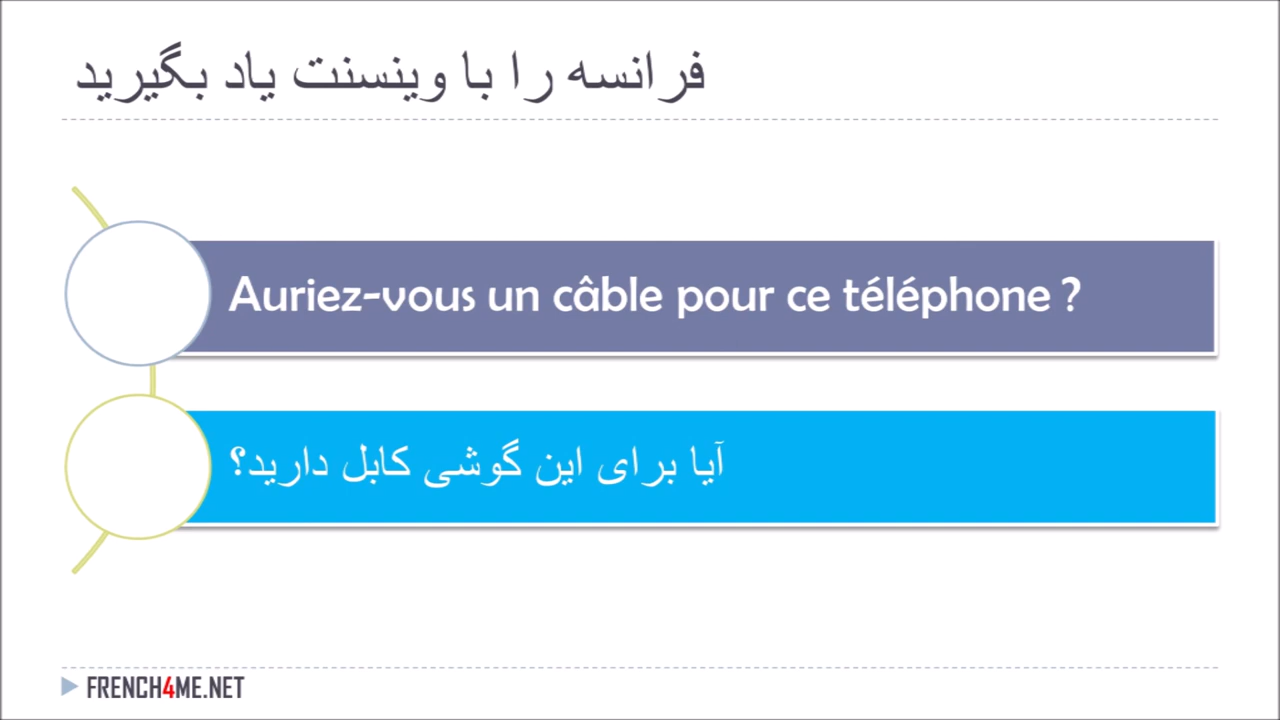 فرانسه را با وینسنت یاد بگیرید
Auriez-vous un câble pour ce téléphone ?
آیا برای این گوشی کابل دارید؟
FRENCH4ME.NET